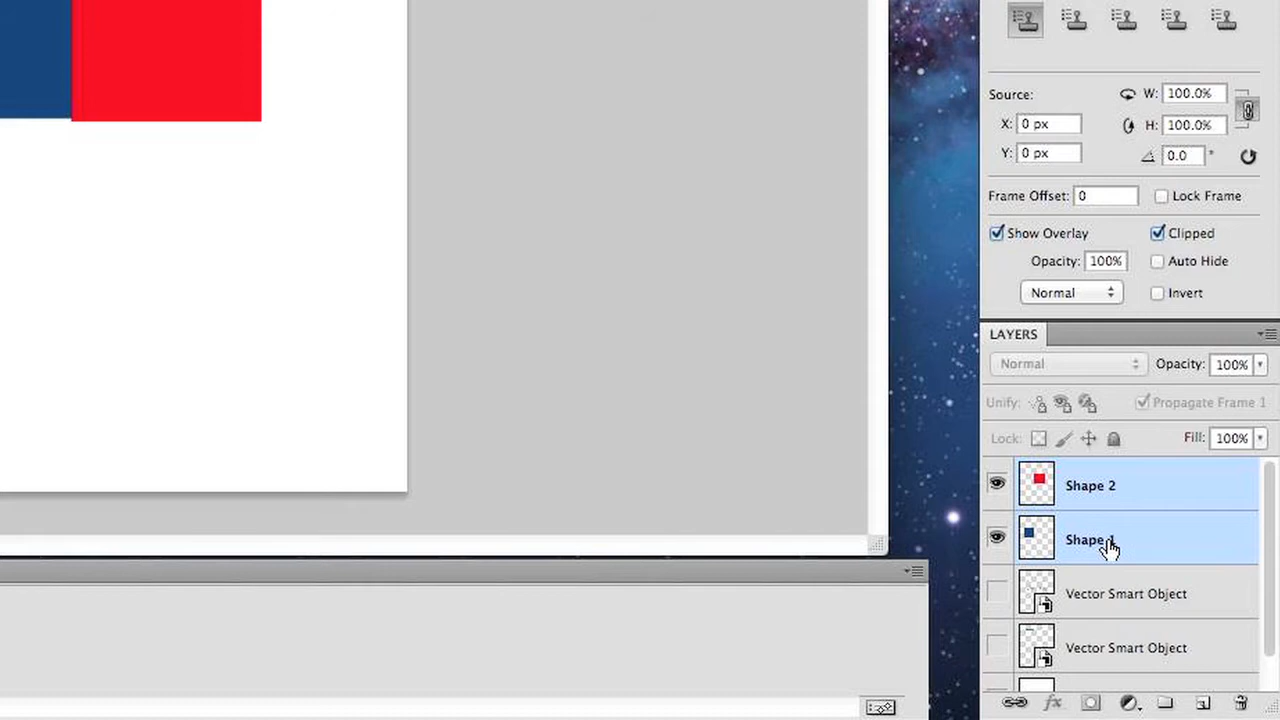 Source:
W: 100.0%
X: 0 px
H: 100.0%
Y: 0 px
0.0 °
Frame Offset: 0
Lock Frame
Show Overlay
Clipped
Opacity: 100%
Auto Hide
Normal
Invert
LAYERS
Normal
Opacity: 100%
Unify:
Propagate Frame 1
Lock:
Fill: 100%
Shape 2
Shape
Vector Smart Object
Vector Smart Object
fx